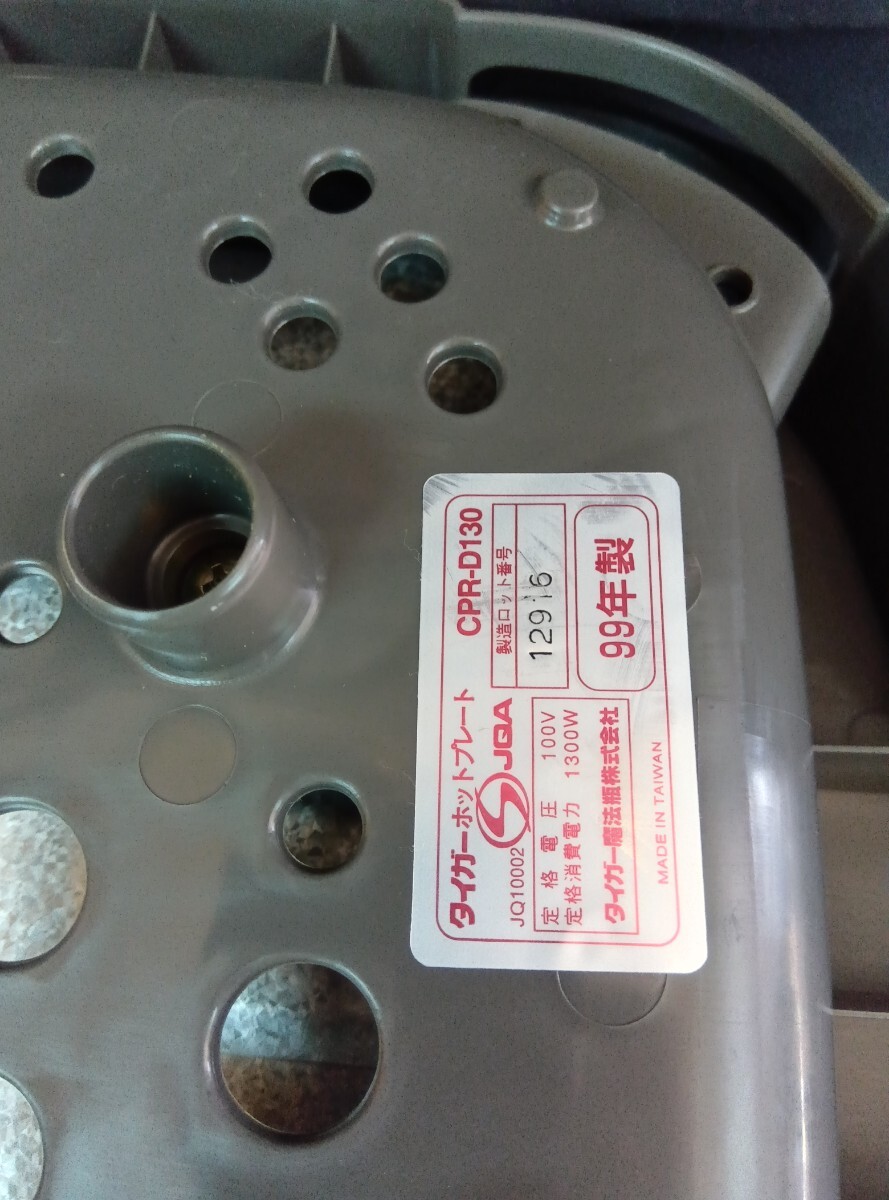 タイガーホットプレート CPR-D130
JQ10002 S JQA
製造ロット番号
12916
99年製
定格電圧 100V
定格消費電力 1300W
タイガー魔法瓶株式会社
MADE IN TAIWAN